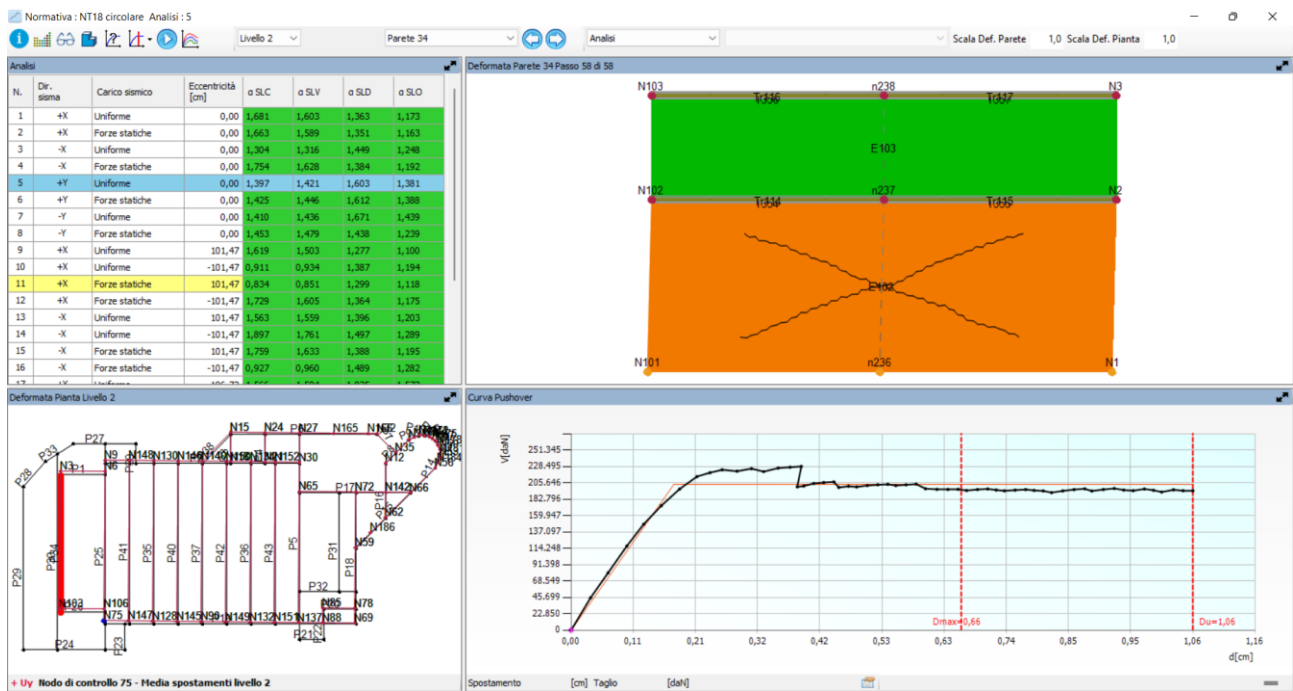 Normativa : NT18 circolare Analisi : 5
Livello 2
Parete 34
Analisi
Scala Def. Parete 1,0 Scala Def. Pianta 1,0
Analisi
N. Dir. sisma Carico sismico Eccentricità [cm] α SLC α SLV α SLD α SLO
1 +X Uniforme 0,00 1,681 1,603 1,363 1,173
2 +X Forze statiche 0,00 1,663 1,589 1,351 1,163
3 -X Uniforme 0,00 1,304 1,316 1,449 1,248
4 -X Forze statiche 0,00 1,754 1,628 1,384 1,192
5 +Y Uniforme 0,00 1,397 1,421 1,603 1,381
6 +Y Forze statiche 0,00 1,425 1,446 1,612 1,388
7 -Y Uniforme 0,00 1,410 1,436 1,671 1,439
8 -Y Forze statiche 0,00 1,453 1,479 1,438 1,239
9 +X Uniforme 101,47 1,619 1,503 1,277 1,100
10 +X Uniforme -101,47 0,911 0,934 1,387 1,194
11 +X Forze statiche 101,47 0,834 0,851 1,299 1,118
12 +X Forze statiche -101,47 1,729 1,605 1,364 1,175
13 -X Uniforme 101,47 1,563 1,559 1,396 1,203
14 -X Uniforme -101,47 1,897 1,761 1,497 1,289
15 -X Forze statiche 101,47 1,759 1,633 1,388 1,195
16 -X Forze statiche -101,47 0,927 0,960 1,489 1,282
Deformata Parete 34 Passo 58 di 58
N103 n238 N3
E103
N102 n237 N2
N101 n236 N1
Deformata Pianta Livello 2
N15 N24 N27 N165
P27
P33
N9 N148 N130
N30
N35
N12
P28
N3 P1 N6
P14
N65 P17 N72 N142 N66
P16
N62
N186
N59
P29
P25 P41 P35 P40 P37 P42 P36 P43 P5 P31 P18
P32
N106
N85 N78
N75 N147 N128 N145 N149 N132 N151 N137 N88 N69
P24 P23 P21 P22
+ Uy Nodo di controllo 75 - Media spostamenti livello 2
Curva Pushover
V[daN]
251.345
228.495
205.646
182.796
159.947
137.097
114.248
91.398
68.549
45.699
22.850
0
Dmax=0,66 Du=1,06
0,00 0,11 0,21 0,32 0,42 0,53 0,63 0,74 0,85 0,95 1,06 1,16
d[cm]
Spostamento [cm] Taglio [daN]